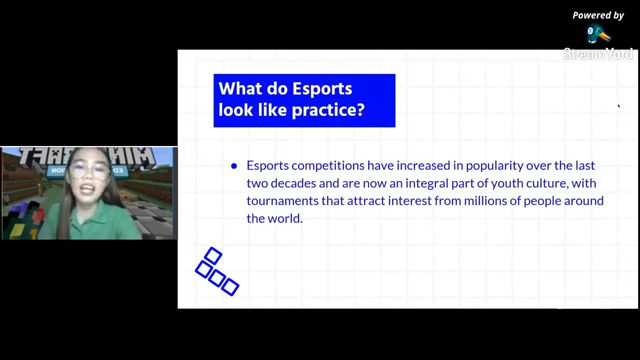 Powered by
StreamYard
What do Esports
look like practice?
Esports competitions have increased in popularity over the last
two decades and are now an integral part of youth culture, with
tournaments that attract interest from millions of people around
the world.